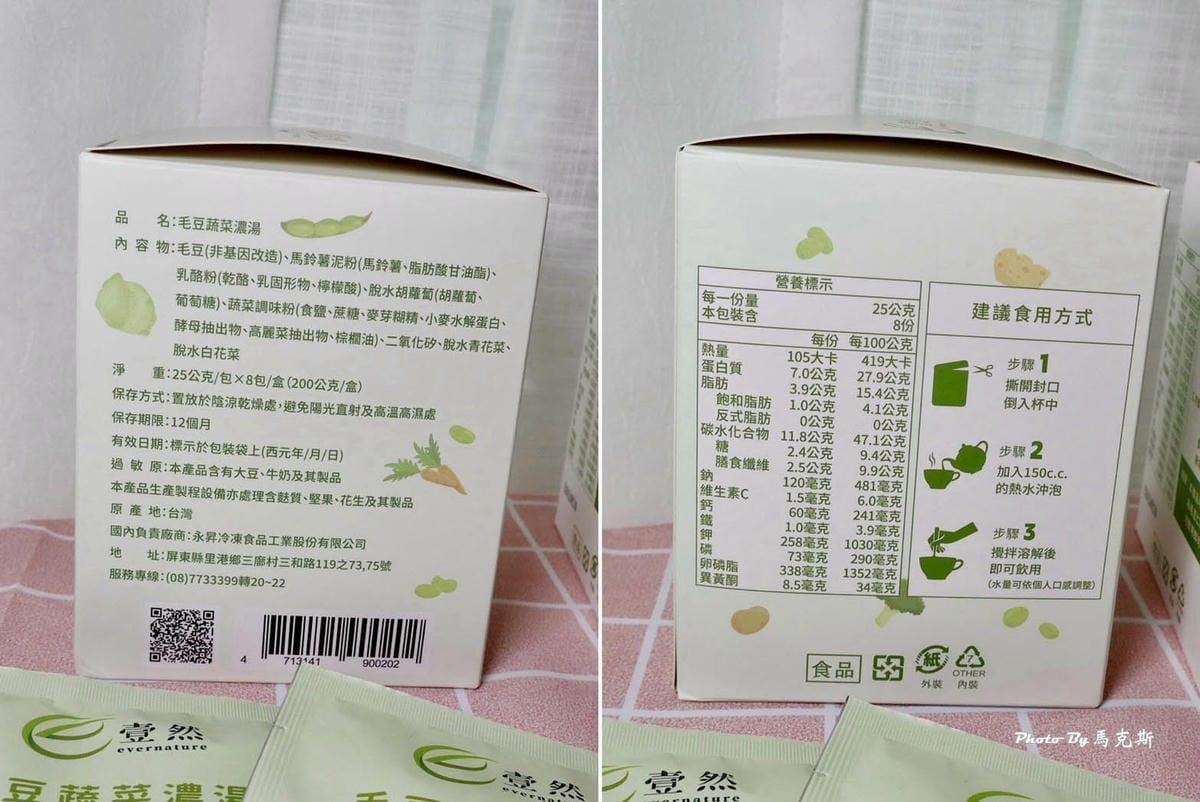 品　　名：毛豆蔬菜濃湯
內 容 物：毛豆(非基因改造)、馬鈴薯泥粉(馬鈴薯、脂肪酸甘油酯)、
乳酪粉(乾酪、乳固形物、檸檬酸)、脫水胡蘿蔔(胡蘿蔔、
葡萄糖)、蔬菜調味粉(食鹽、蔗糖、麥芽糊精、小麥水解蛋白、
酵母抽出物、高麗菜抽出物、棕櫚油)、二氧化矽、脫水青花菜、
脫水白花菜
淨　　重：25公克/包×8包/盒（200公克/盒）
保存方式：置放於陰涼乾燥處，避免陽光直射及高溫高濕處
保存期限：12個月
有效日期：標示於包裝袋上(西元年/月/日)
過 敏 原：本產品含有大豆、牛奶及其製品
本產品生產製程設備亦處理含麩質、堅果、花生及其製品
原 產 地：台灣
國內負責廠商：永昇冷凍食品工業股份有限公司
地　　址：屏東縣里港鄉三廍村三和路119之73,75號
服務專線：(08)7733399轉20~22
4 713141 900202
壹然
evernature
豆蔬菜濃湯
壹然
evernature
毛豆
營養標示
每一份量 25公克
本包裝含 8份
每份 每100公克
熱量 105大卡 419大卡
蛋白質 7.0公克 27.9公克
脂肪 3.9公克 15.4公克
飽和脂肪 1.0公克 4.1公克
反式脂肪 0公克 0公克
碳水化合物 11.8公克 47.1公克
糖 2.4公克 9.4公克
膳食纖維 2.5公克 9.9公克
鈉 120毫克 481毫克
維生素C 1.5毫克 6.0毫克
鈣 60毫克 241毫克
鐵 1.0毫克 3.9毫克
鉀 258毫克 1030毫克
磷 73毫克 290毫克
卵磷脂 338毫克 1352毫克
異黃酮 8.5毫克 34毫克
建議食用方式
步驟 1
撕開封口
倒入杯中
步驟 2
加入150c.c.
的熱水沖泡
步驟 3
攪拌溶解後
即可飲用
(水量可依個人口感調整)
食品
紙
外裝
7
OTHER
內裝
壹然
evernature
Photo By 馬克斯